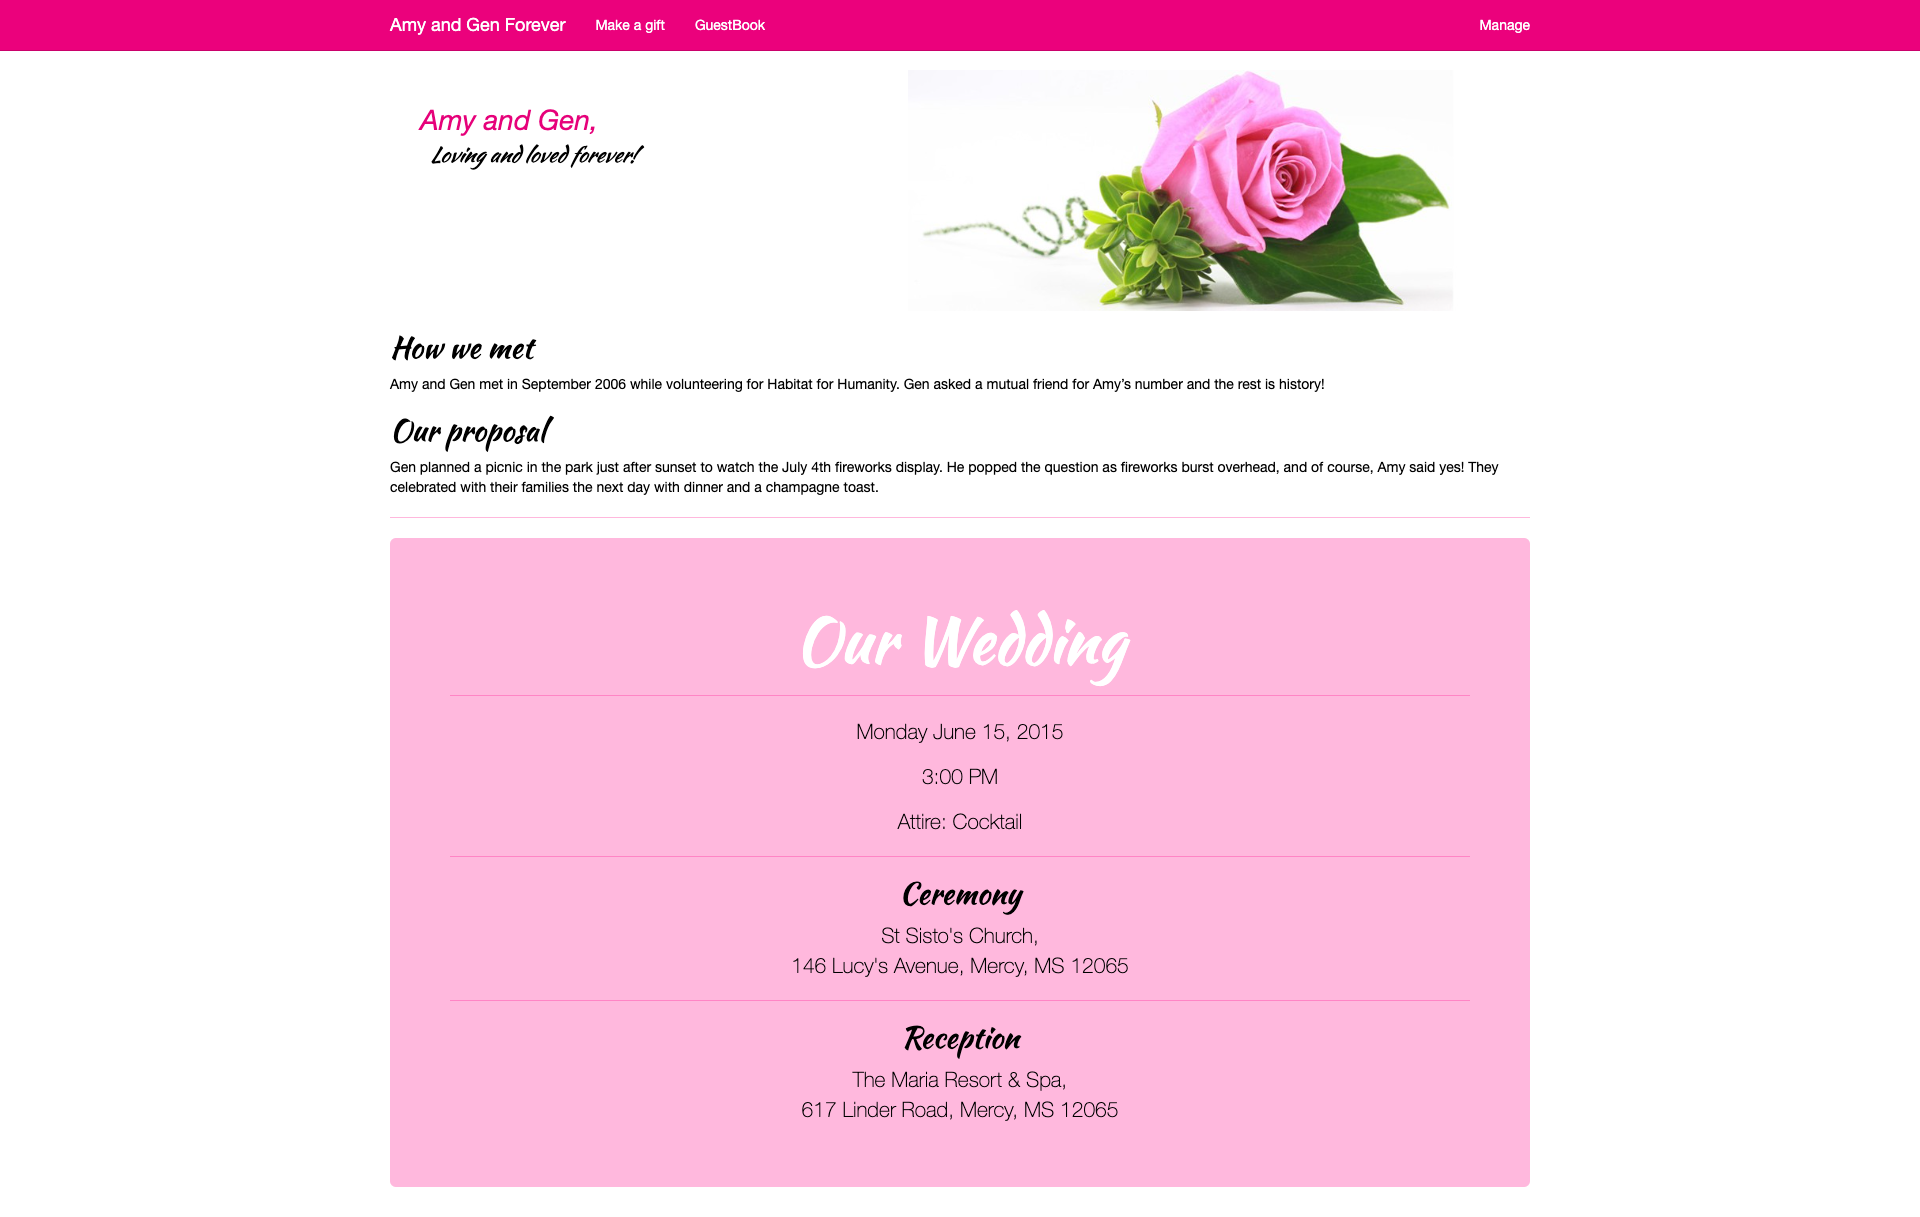 Amy and Gen Forever Make a gift GuestBook Manage
Amy and Gen,
Loving and loved forever!
How we met
Amy and Gen met in September 2006 while volunteering for Habitat for Humanity. Gen asked a mutual friend for Amy’s number and the rest is history!
Our proposal
Gen planned a picnic in the park just after sunset to watch the July 4th fireworks display. He popped the question as fireworks burst overhead, and of course, Amy said yes! They
celebrated with their families the next day with dinner and a champagne toast.
Our Wedding
Monday June 15, 2015
3:00 PM
Attire: Cocktail
Ceremony
St Sisto's Church,
146 Lucy's Avenue, Mercy, MS 12065
Reception
The Maria Resort & Spa,
617 Linder Road, Mercy, MS 12065